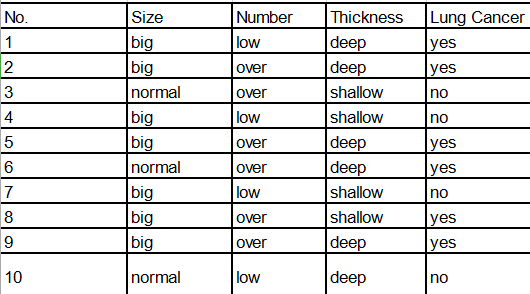 No. Size Number Thickness Lung Cancer
1 big low deep yes
2 big over deep yes
3 normal over shallow no
4 big low shallow no
5 big over deep yes
6 normal over deep yes
7 big low shallow no
8 big over shallow yes
9 big over deep yes
10 normal low deep no